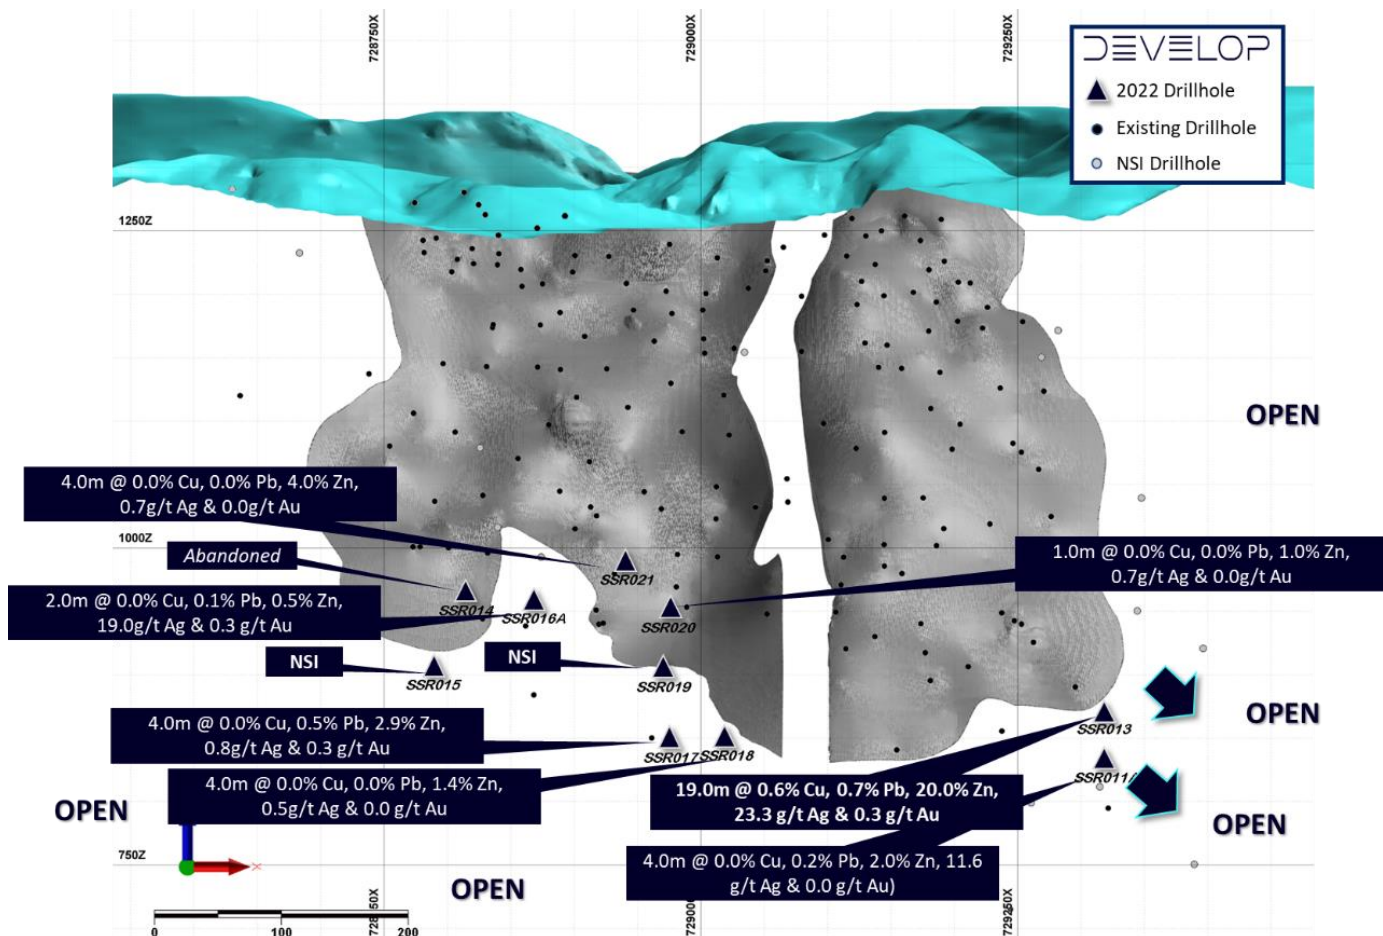 728750X
729000X
729250X
DEVELOP
2022 Drillhole
Existing Drillhole
NSI Drillhole
1250Z
OPEN
4.0m @ 0.0% Cu, 0.0% Pb, 4.0% Zn,
0.7g/t Ag & 0.0g/t Au
1000Z
Abandoned
1.0m @ 0.0% Cu, 0.0% Pb, 1.0% Zn,
0.7g/t Ag & 0.0g/t Au
SSR021
2.0m @ 0.0% Cu, 0.1% Pb, 0.5% Zn,
19.0g/t Ag & 0.3 g/t Au
SSR014
SSR016A
SSR020
NSI
NSI
SSR015
SSR019
4.0m @ 0.0% Cu, 0.5% Pb, 2.9% Zn,
0.8g/t Ag & 0.3 g/t Au
SSR013
OPEN
SSR017
SSR018
4.0m @ 0.0% Cu, 0.0% Pb, 1.4% Zn,
0.5g/t Ag & 0.0 g/t Au
19.0m @ 0.6% Cu, 0.7% Pb, 20.0% Zn,
23.3 g/t Ag & 0.3 g/t Au
SSR011A
OPEN
OPEN
750Z
4.0m @ 0.0% Cu, 0.2% Pb, 2.0% Zn, 11.6
g/t Ag & 0.0 g/t Au)
X
OPEN
728750X
729000X
729250X
0
100
200